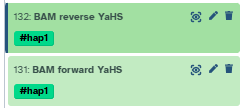 132: BAM reverse YaHS
#hap1
131: BAM forward YaHS
#hap1